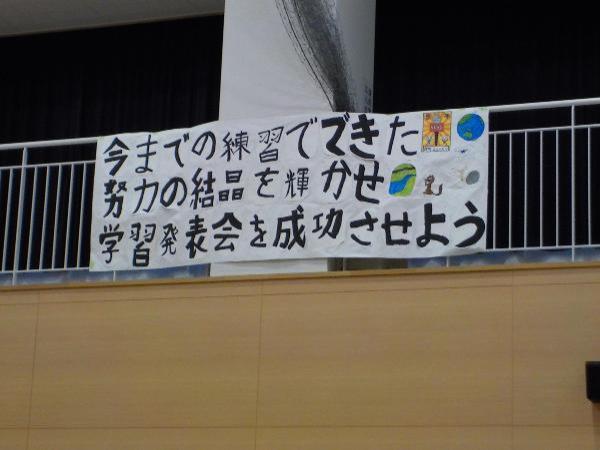 今までの練習でできた
努力の結晶を輝かせ
学習発表会を成功させよう